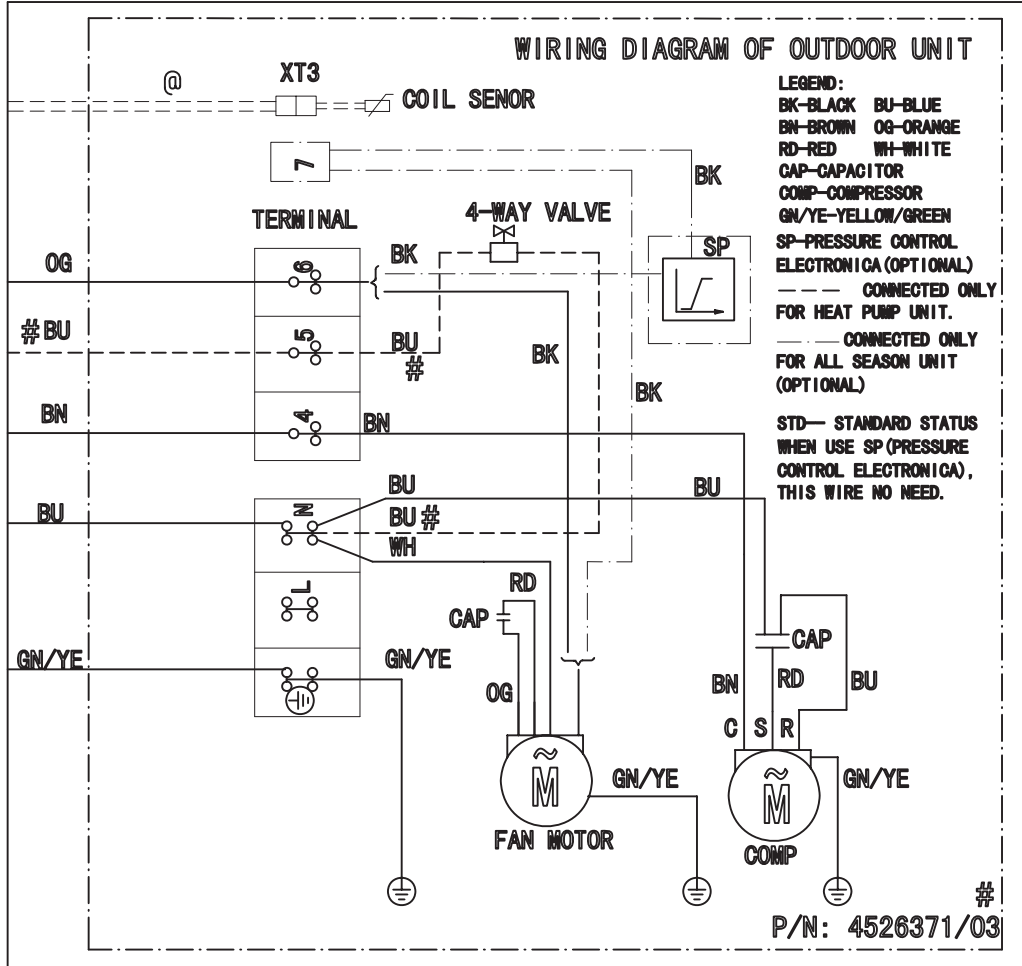 WIRING DIAGRAM OF OUTDOOR UNIT
@
XT3
COIL SENOR
LEGEND:
BK-BLACK BU-BLUE
BN-BROWN OG-ORANGE
RD-RED WH-WHITE
CAP-CAPACITOR
COMP-COMPRESSOR
GN/YE-YELLOW/GREEN
SP-PRESSURE CONTROL
ELECTRONICA(OPTIONAL)
CONNECTED ONLY
FOR HEAT PUMP UNIT.
CONNECTED ONLY
FOR ALL SEASON UNIT
(OPTIONAL)
STD— STANDARD STATUS
WHEN USE SP(PRESSURE
CONTROL ELECTRONICA),
THIS WIRE NO NEED.
7
BK
TERMINAL
4-WAY VALVE
SP
OG
6
BK
#BU
5
BU
#
BK
BK
BN
4
BN
BU
N
BU
BU
BU#
WH
L
RD
CAP
CAP
GN/YE
GN/YE
OG
BN
RD
BU
C S R
M
GN/YE
M
GN/YE
FAN MOTOR
COMP
#
P/N: 4526371/03